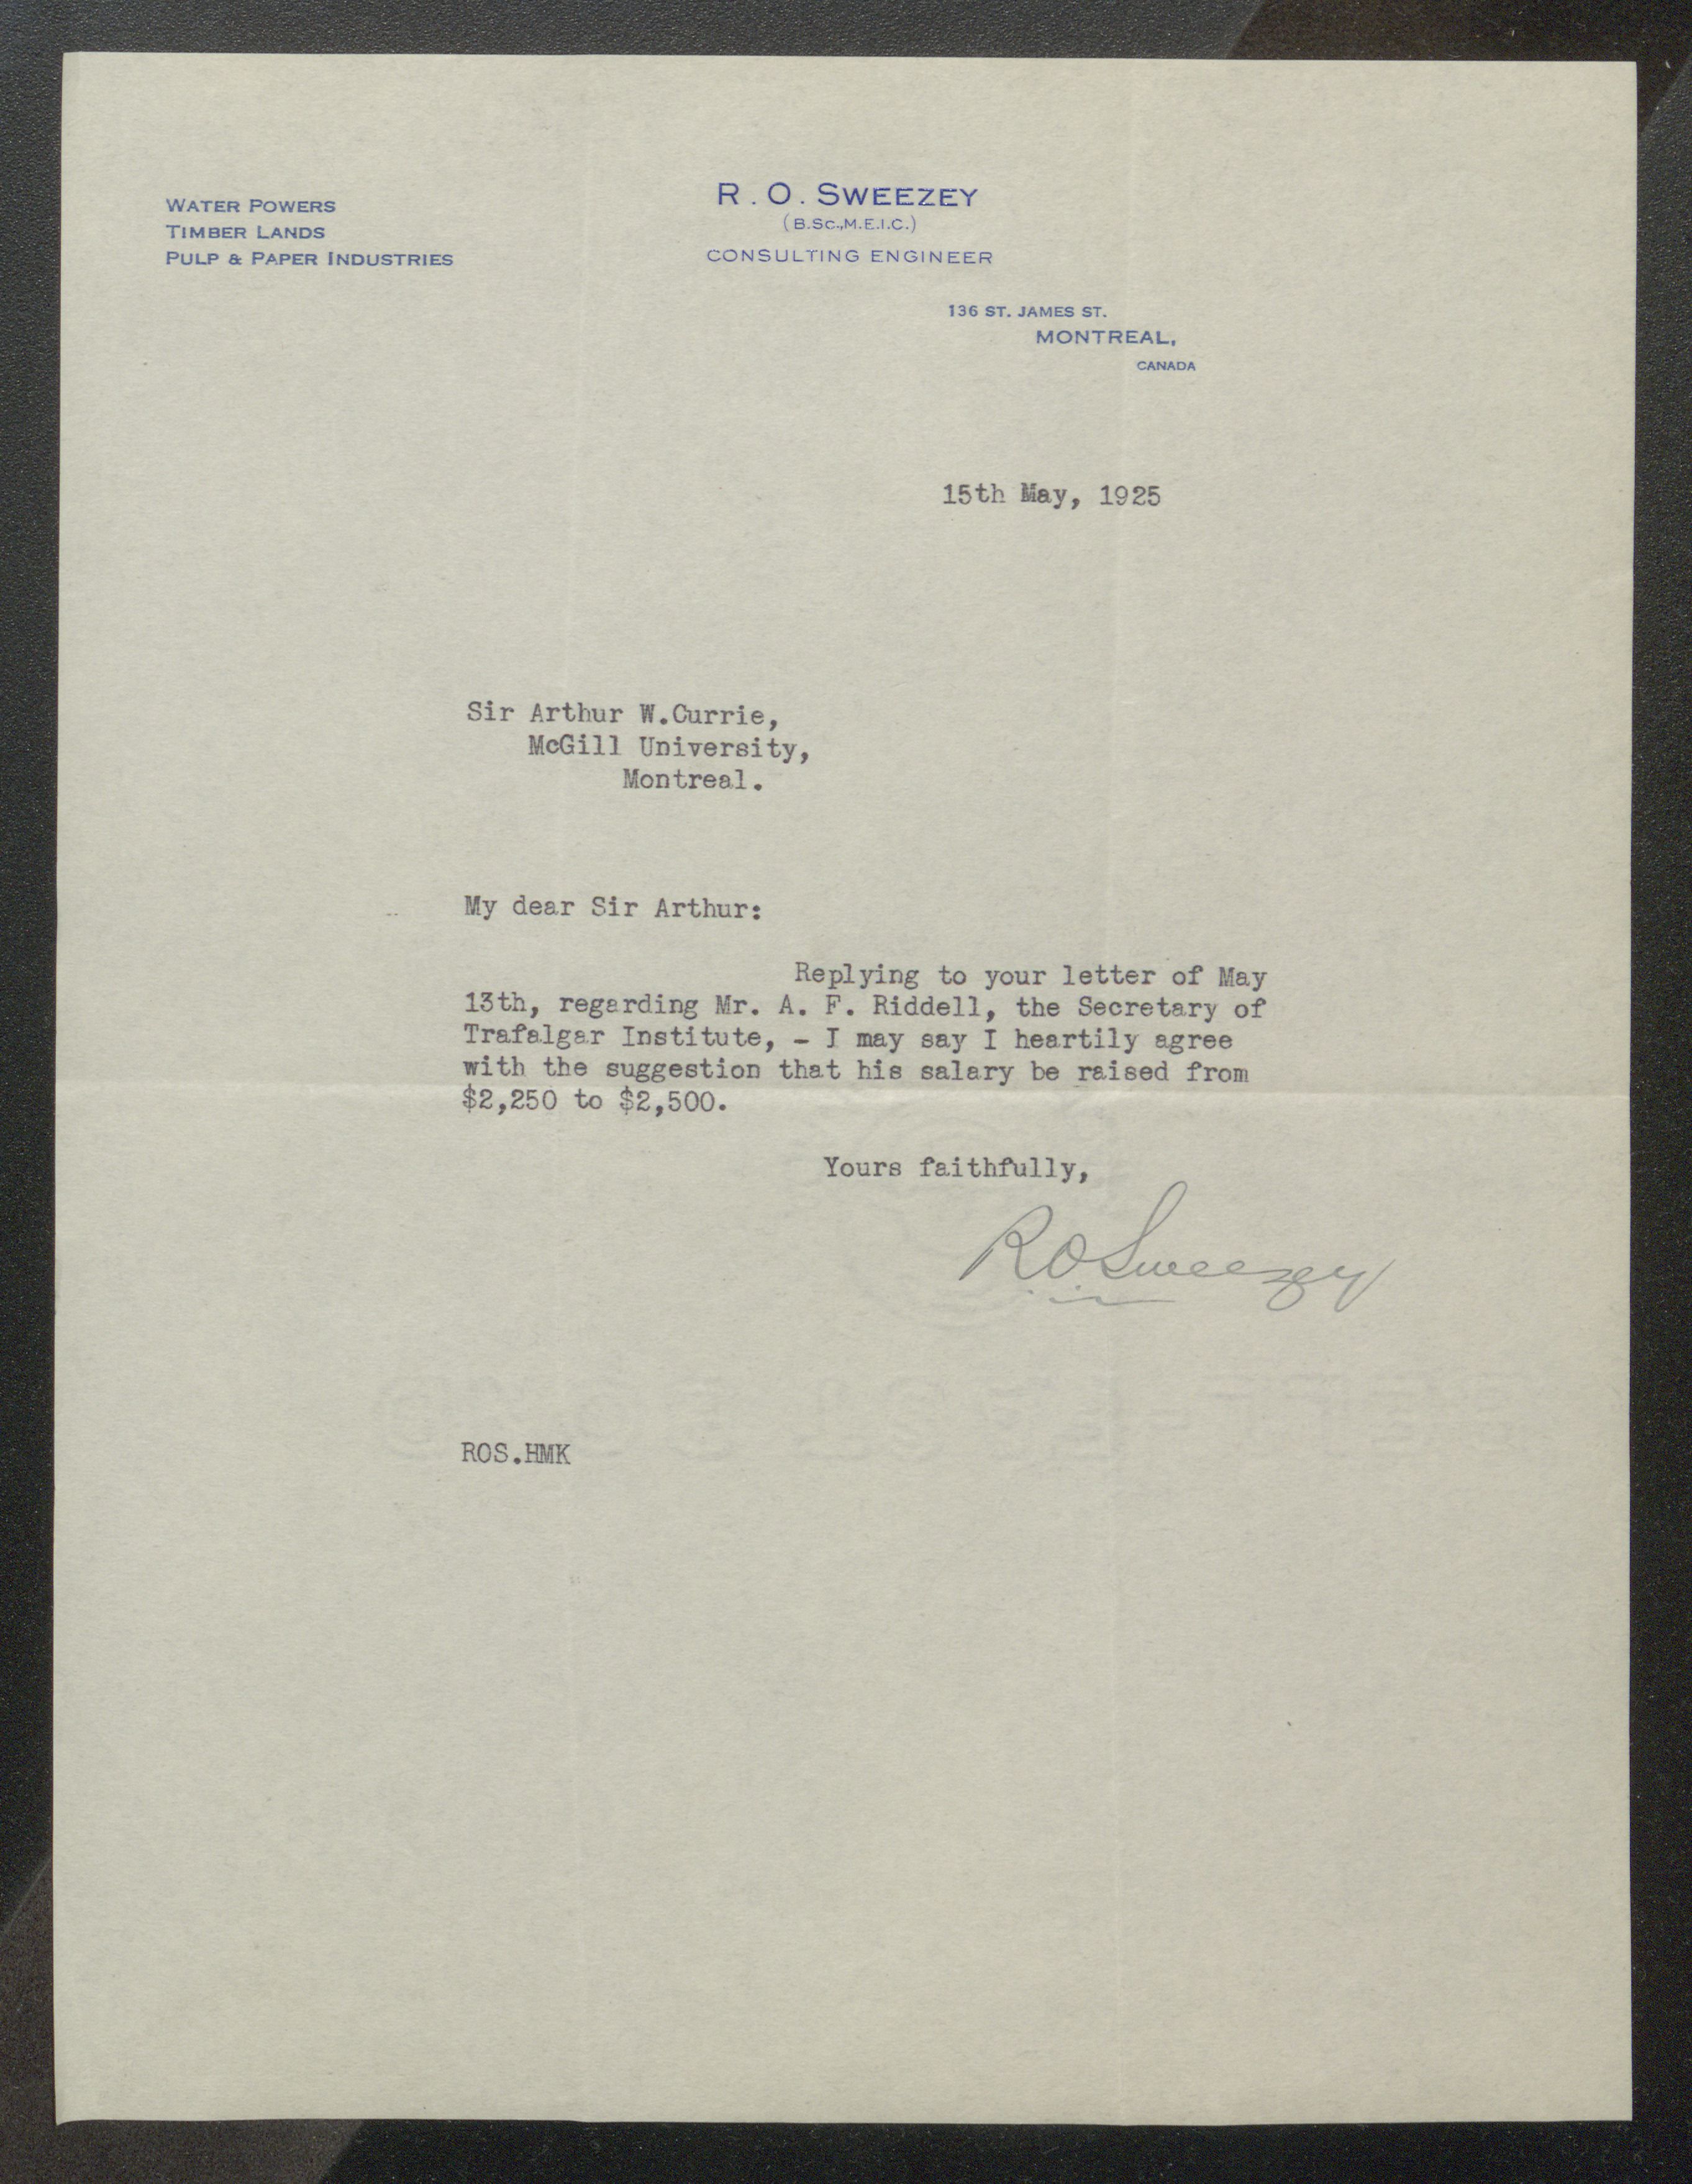 WATER POWERS
TIMBER LANDS
PULP & PAPER INDUSTRIES
R. O. SWEEZEY
(B.Sc.,M.E.I.C.)
CONSULTING ENGINEER
136 ST. JAMES ST.
MONTREAL,
CANADA
15th May, 1925
Sir Arthur W.Currie,
McGill University,
Montreal.
My dear Sir Arthur:
Replying to your letter of May
13th, regarding Mr. A. F. Riddell, the Secretary of
Trafalgar Institute, - I may say I heartily agree
with the suggestion that his salary be raised from
$2,250 to $2,500.
Yours faithfully,
R O Sweezey
ROS.HMK